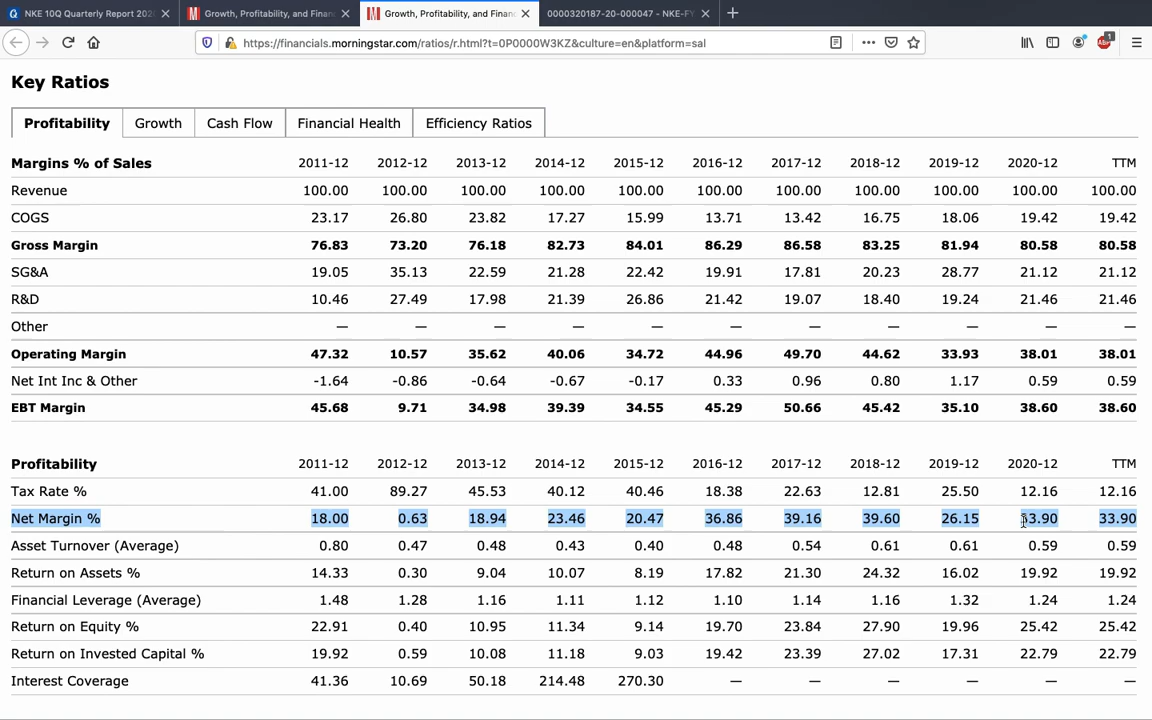 NKE 10Q Quarterly Report 202 Growth, Profitability, and Finan Growth, Profitability, and Finan 0000320187-20-000047 - NKE-FY
https://financials.morningstar.com/ratios/r.html?t=0P0000W3KZ&culture=en&platform=sal ABP 1
Key Ratios
Profitability Growth Cash Flow Financial Health Efficiency Ratios
Margins % of Sales 2011-12 2012-12 2013-12 2014-12 2015-12 2016-12 2017-12 2018-12 2019-12 2020-12 TTM
Revenue 100.00 100.00 100.00 100.00 100.00 100.00 100.00 100.00 100.00 100.00 100.00
COGS 23.17 26.80 23.82 17.27 15.99 13.71 13.42 16.75 18.06 19.42 19.42
Gross Margin 76.83 73.20 76.18 82.73 84.01 86.29 86.58 83.25 81.94 80.58 80.58
SG&A 19.05 35.13 22.59 21.28 22.42 19.91 17.81 20.23 28.77 21.12 21.12
R&D 10.46 27.49 17.98 21.39 26.86 21.42 19.07 18.40 19.24 21.46 21.46
Other — — — — — — — — — — —
Operating Margin 47.32 10.57 35.62 40.06 34.72 44.96 49.70 44.62 33.93 38.01 38.01
Net Int Inc & Other -1.64 -0.86 -0.64 -0.67 -0.17 0.33 0.96 0.80 1.17 0.59 0.59
EBT Margin 45.68 9.71 34.98 39.39 34.55 45.29 50.66 45.42 35.10 38.60 38.60
Profitability 2011-12 2012-12 2013-12 2014-12 2015-12 2016-12 2017-12 2018-12 2019-12 2020-12 TTM
Tax Rate % 41.00 89.27 45.53 40.12 40.46 18.38 22.63 12.81 25.50 12.16 12.16
Net Margin % 18.00 0.63 18.94 23.46 20.47 36.86 39.16 39.60 26.15 33.90 33.90
Asset Turnover (Average) 0.80 0.47 0.48 0.43 0.40 0.48 0.54 0.61 0.61 0.59 0.59
Return on Assets % 14.33 0.30 9.04 10.07 8.19 17.82 21.30 24.32 16.02 19.92 19.92
Financial Leverage (Average) 1.48 1.28 1.16 1.11 1.12 1.10 1.14 1.16 1.32 1.24 1.24
Return on Equity % 22.91 0.40 10.95 11.34 9.14 19.70 23.84 27.90 19.96 25.42 25.42
Return on Invested Capital % 19.92 0.59 10.08 11.18 9.03 19.42 23.39 27.02 17.31 22.79 22.79
Interest Coverage 41.36 10.69 50.18 214.48 270.30 — — — — — —